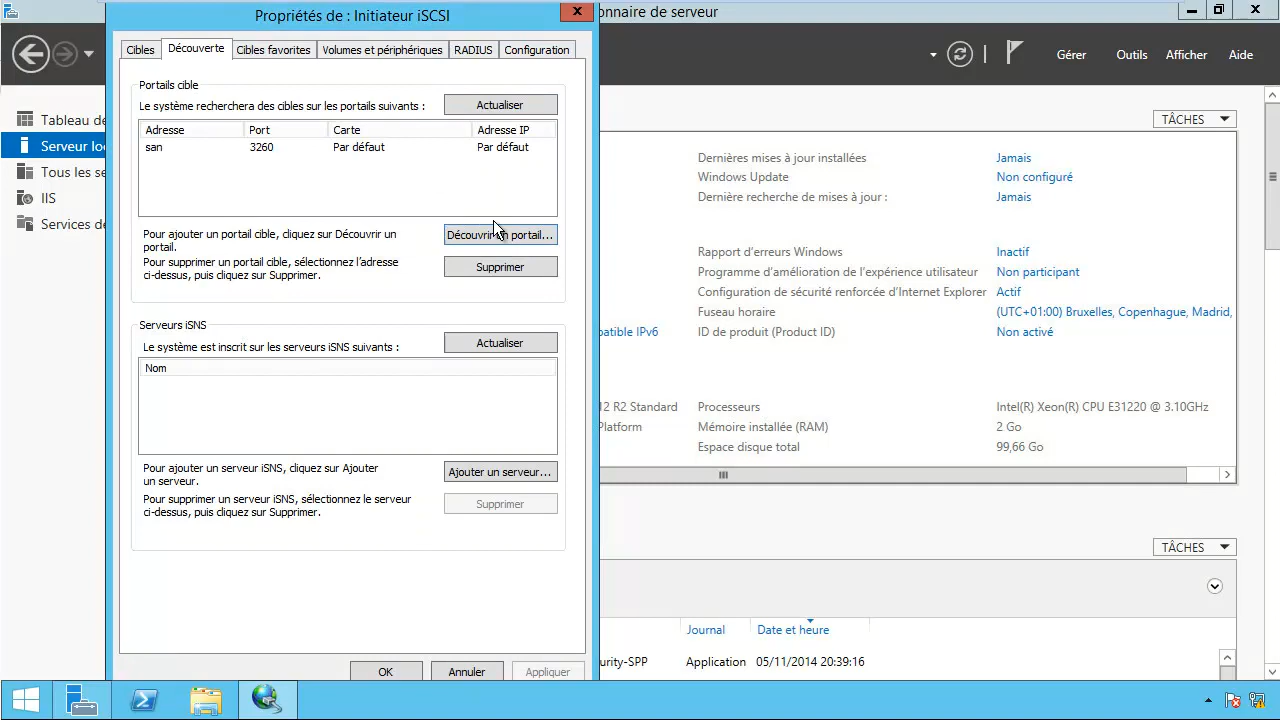 Propriétés de : Initiateur iSCSI
onnaire de serveur
Gérer
Outils
Afficher
Aide
Cibles
Découverte
Cibles favorites
Volumes et périphériques
RADIUS
Configuration
Portails cible
Le système recherchera des cibles sur les portails suivants :
Actualiser
Adresse Port Carte Adresse IP
san 3260 Par défaut Par défaut
Pour ajouter un portail cible, cliquez sur Découvrir un
portail.
Découvrir un portail...
Pour supprimer un portail cible, sélectionnez l'adresse
ci-dessus, puis cliquez sur Supprimer.
Supprimer
Serveurs iSNS
Le système est inscrit sur les serveurs iSNS suivants :
Actualiser
Nom
Pour ajouter un serveur iSNS, cliquez sur Ajouter
un serveur.
Ajouter un serveur...
Pour supprimer un serveur iSNS, sélectionnez le serveur
ci-dessus, puis cliquez sur Supprimer.
Supprimer
OK
Annuler
Appliquer
Tableau de
Serveur loc
Tous les se
IIS
Services de
TÂCHES
Dernières mises à jour installées Jamais
Windows Update Non configuré
Dernière recherche de mises à jour : Jamais
Rapport d'erreurs Windows Inactif
Programme d'amélioration de l'expérience utilisateur Non participant
Configuration de sécurité renforcée d'Internet Explorer Actif
Fuseau horaire (UTC+01:00) Bruxelles, Copenhague, Madrid,
patible IPv6 ID de produit (Product ID) Non activé
12 R2 Standard Processeurs Intel(R) Xeon(R) CPU E31220 @ 3.10GHz
Platform Mémoire installée (RAM) 2 Go
Espace disque total 99,66 Go
TÂCHES
Journal Date et heure
urity-SPP Application 05/11/2014 20:39:16